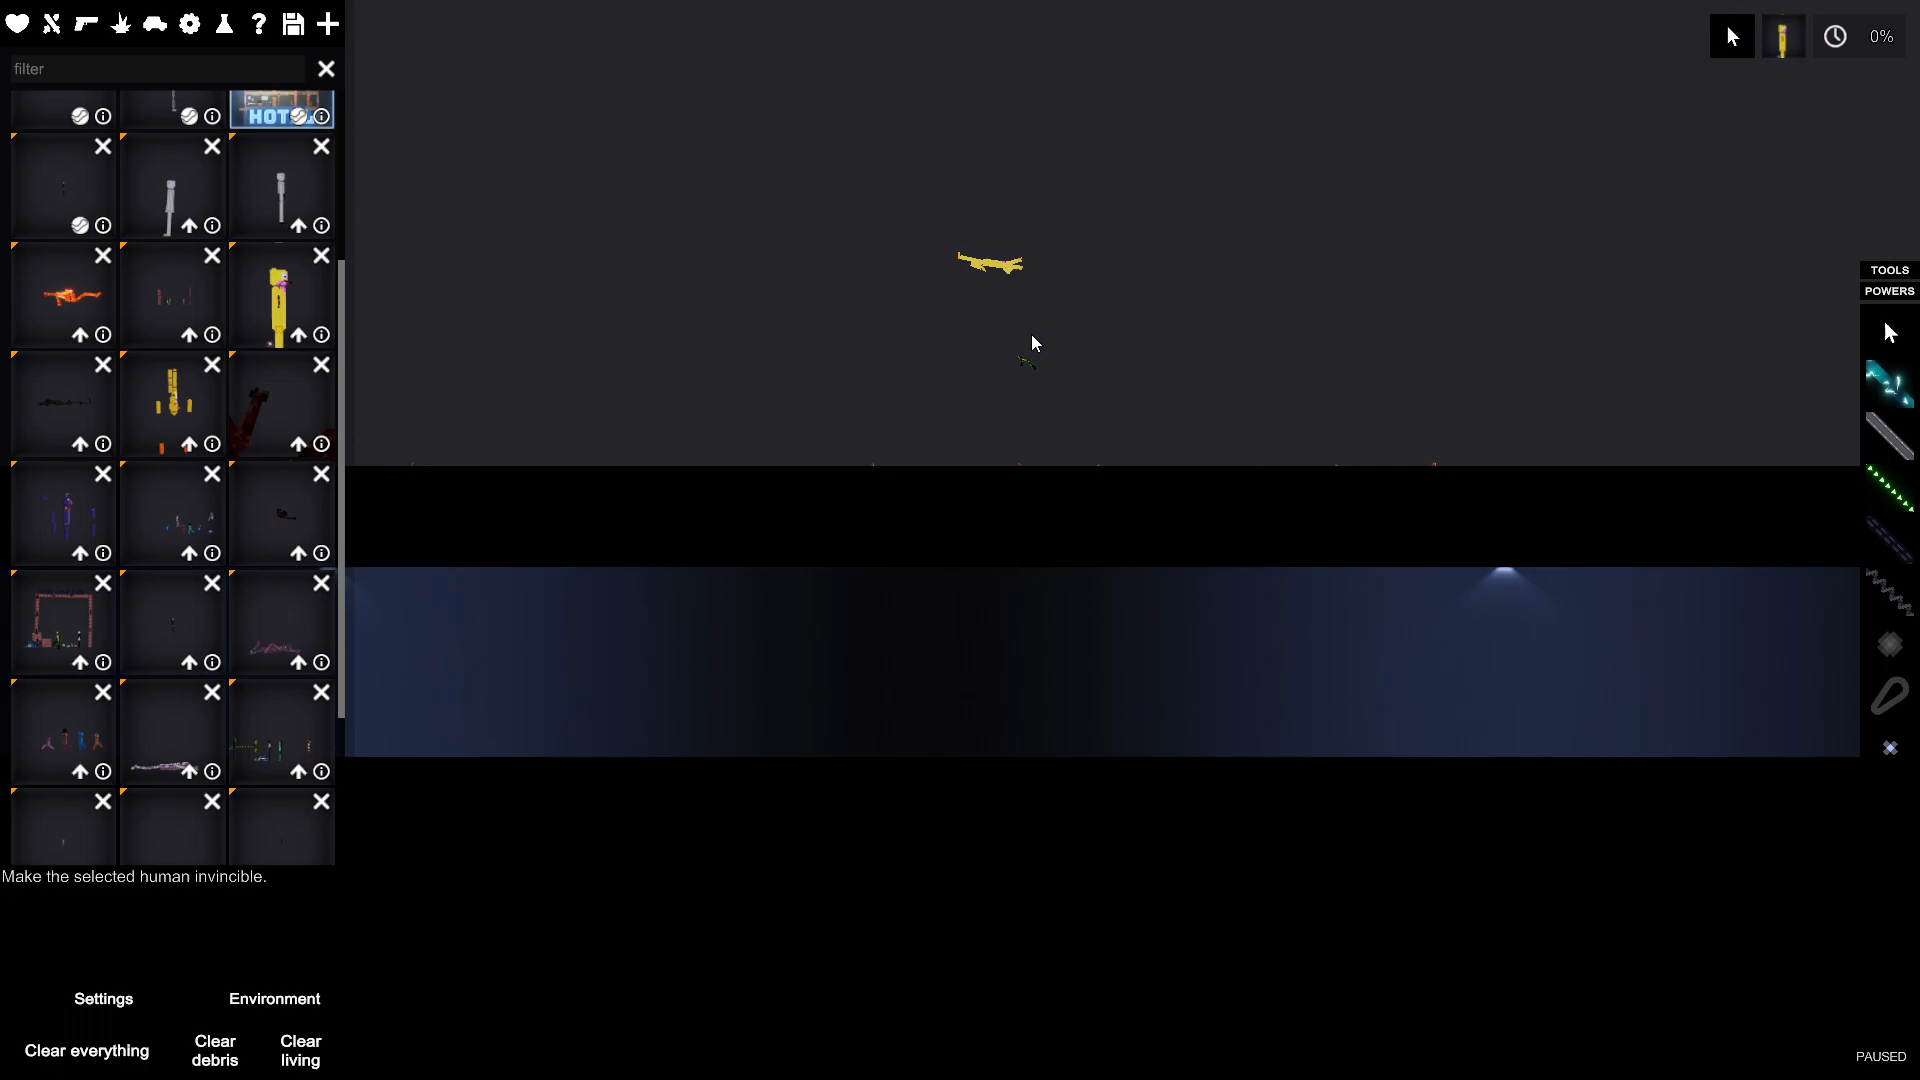 filter
0%
HOT
TOOLS
POWERS
Make the selected human invincible.
Settings
Environment
Clear everything
Clear debris
Clear living
PAUSED